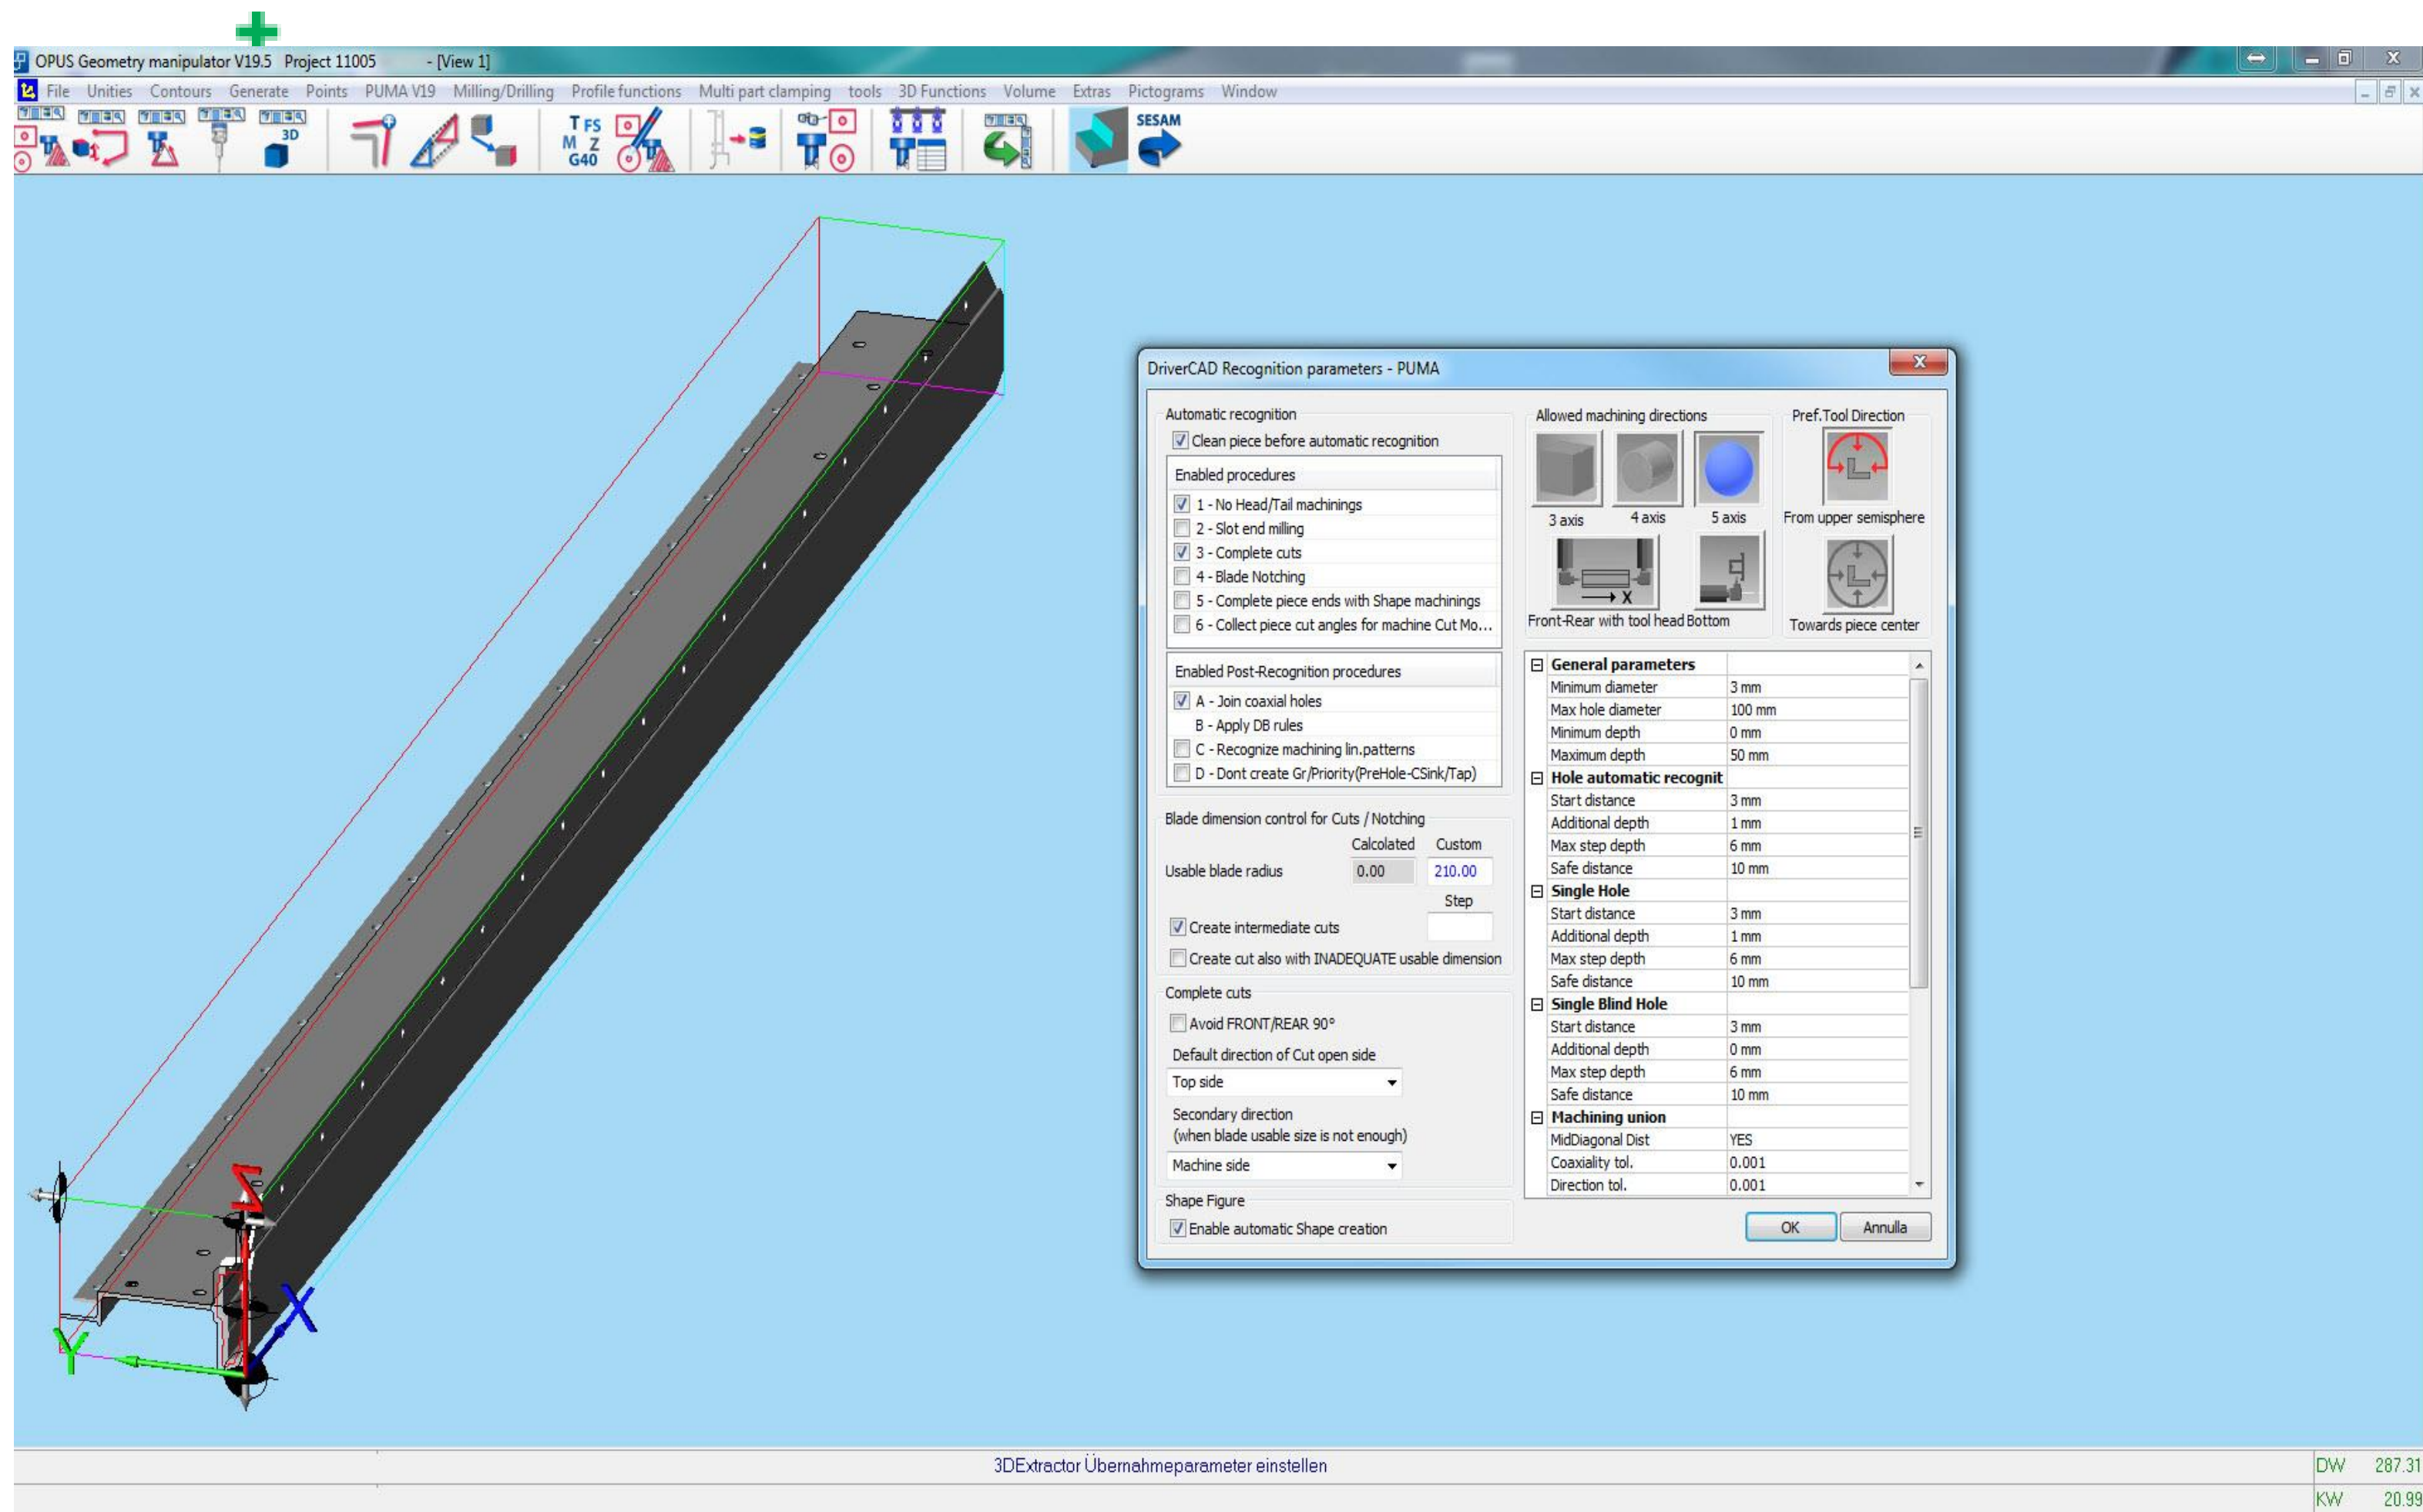 OPUS Geometry manipulator V19.5 Project 11005 - [View 1]
File Unities Contours Generate Points PUMA V19 Milling/Drilling Profile functions Multi part clamping tools 3D Functions Volume Extras Pictograms Window
3D
T FS
M Z
G40
SESAM
DriverCAD Recognition parameters - PUMA
Automatic recognition
Clean piece before automatic recognition
Enabled procedures
1 - No Head/Tail machinings
2 - Slot end milling
3 - Complete cuts
4 - Blade Notching
5 - Complete piece ends with Shape machinings
6 - Collect piece cut angles for machine Cut Mo...
Enabled Post-Recognition procedures
A - Join coaxial holes
B - Apply DB rules
C - Recognize machining lin.patterns
D - Dont create Gr/Priority(PreHole-CSink/Tap)
Blade dimension control for Cuts / Notching
Calcolated Custom
Usable blade radius 0.00 210.00
Step
Create intermediate cuts
Create cut also with INADEQUATE usable dimension
Complete cuts
Avoid FRONT/REAR 90°
Default direction of Cut open side
Top side
Secondary direction
(when blade usable size is not enough)
Machine side
Shape Figure
Enable automatic Shape creation
Allowed machining directions
3 axis 4 axis 5 axis
X
Front-Rear with tool head Bottom
Pref.Tool Direction
From upper semisphere
Towards piece center
General parameters
Minimum diameter 3 mm
Max hole diameter 100 mm
Minimum depth 0 mm
Maximum depth 50 mm
Hole automatic recognit
Start distance 3 mm
Additional depth 1 mm
Max step depth 6 mm
Safe distance 10 mm
Single Hole
Start distance 3 mm
Additional depth 1 mm
Max step depth 6 mm
Safe distance 10 mm
Single Blind Hole
Start distance 3 mm
Additional depth 0 mm
Max step depth 6 mm
Safe distance 10 mm
Machining union
MidDiagonal Dist YES
Coaxiality tol. 0.001
Direction tol. 0.001
OK Annulla
Z
X
Y
3DExtractor Übernahmeparameter einstellen
DW 287.31
KW 20.99